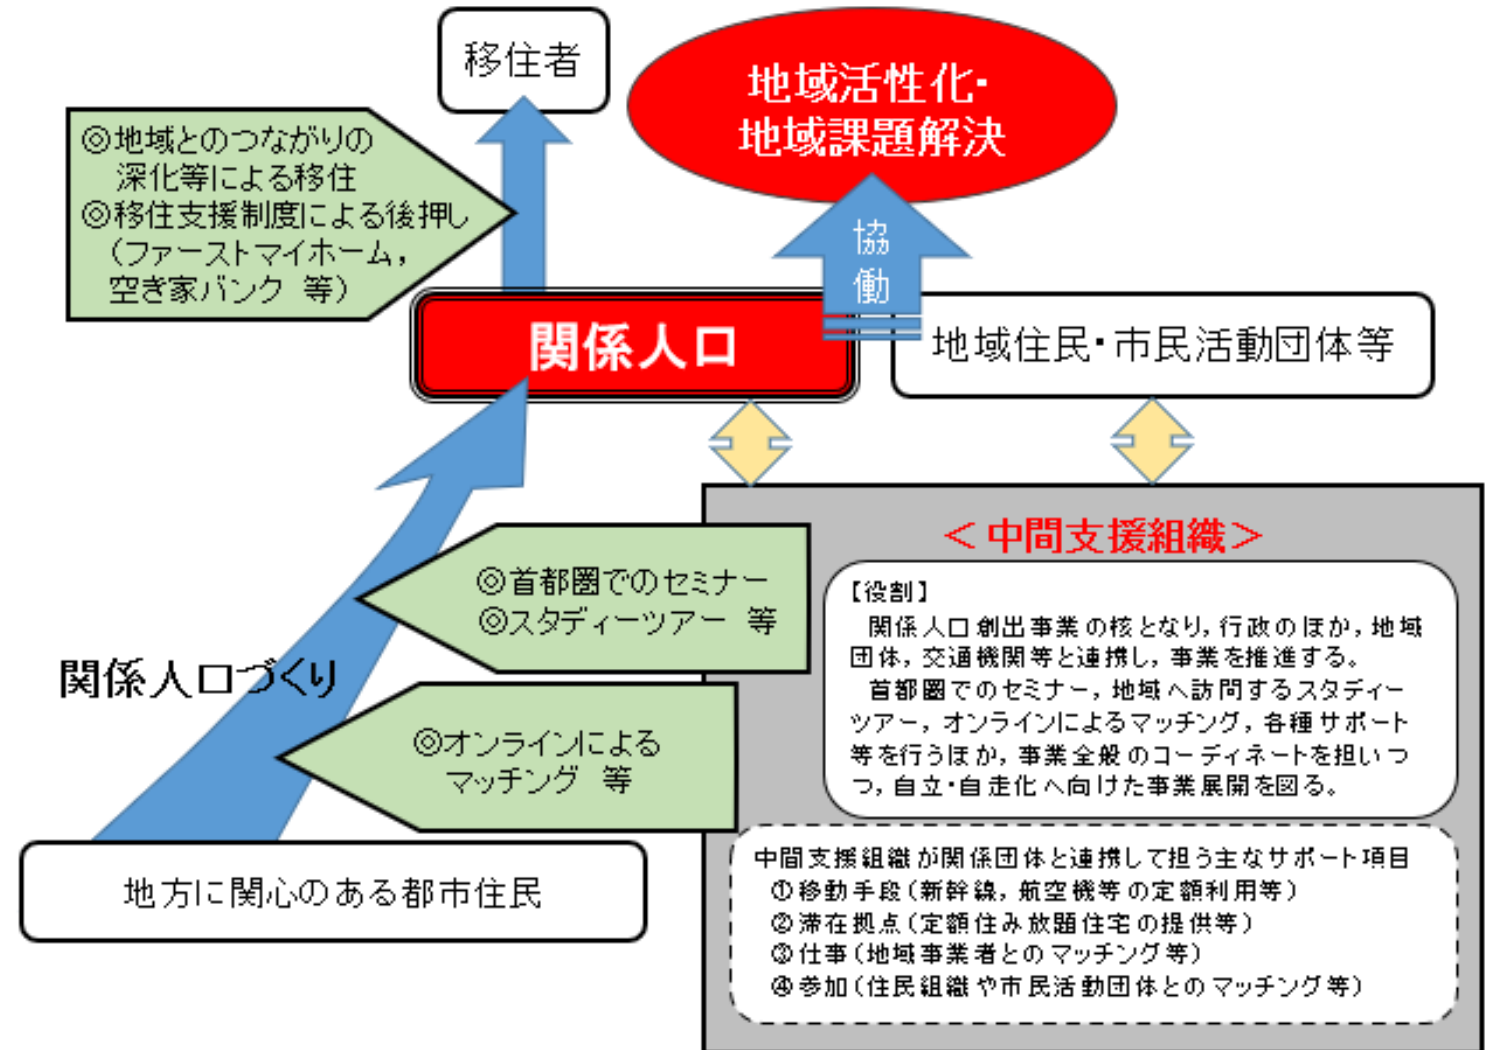 移住者
地域活性化・
地域課題解決
◎地域とのつながりの
深化等による移住
◎移住支援制度による後押し
（ファーストマイホーム，
空き家バンク 等）
協
働
関係人口
地域住民・市民活動団体等
＜中間支援組織＞
◎首都圏でのセミナー
◎スタディーツアー 等
【役割】
関係人口創出事業の核となり，行政のほか，地域
団体，交通機関等と連携し，事業を推進する。
首都圏でのセミナー，地域へ訪問するスタディー
ツアー，オンラインによるマッチング，各種サポート
等を行うほか，事業全般のコーディネートを担いつ
つ，自立・自走化へ向けた事業展開を図る。
関係人口づくり
◎オンラインによる
マッチング 等
地方に関心のある都市住民
中間支援組織が関係団体と連携して担う主なサポート項目
①移動手段（新幹線，航空機等の定額利用等）
②滞在拠点（定額住み放題住宅の提供等）
③仕事（地域事業者とのマッチング等）
④参加（住民組織や市民活動団体とのマッチング等）